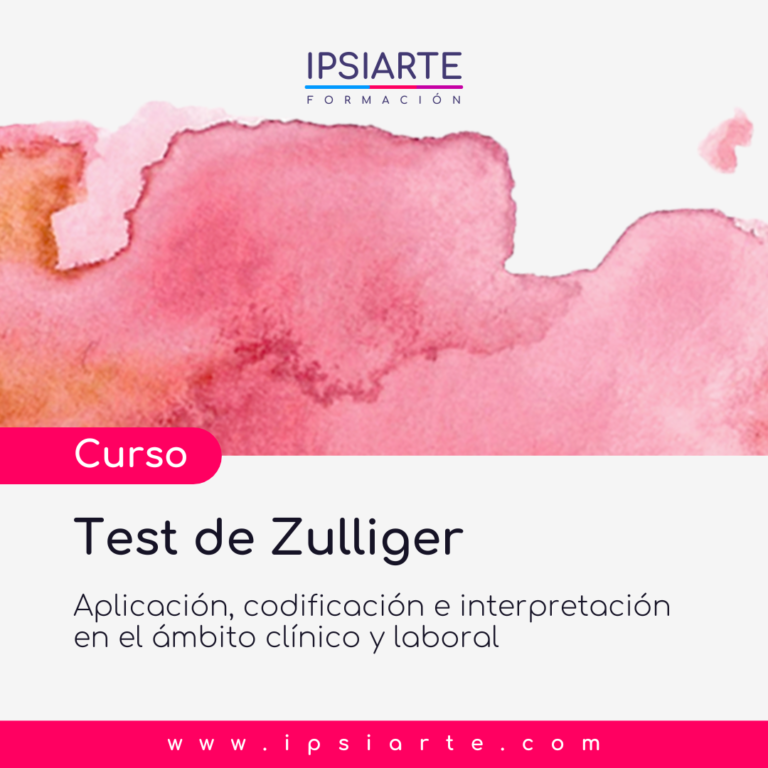 IPSIARTE
FORMACIÓN
Curso
Test de Zulliger
Aplicación, codificación e interpretación
en el ámbito clínico y laboral
www.ipsiarte.com